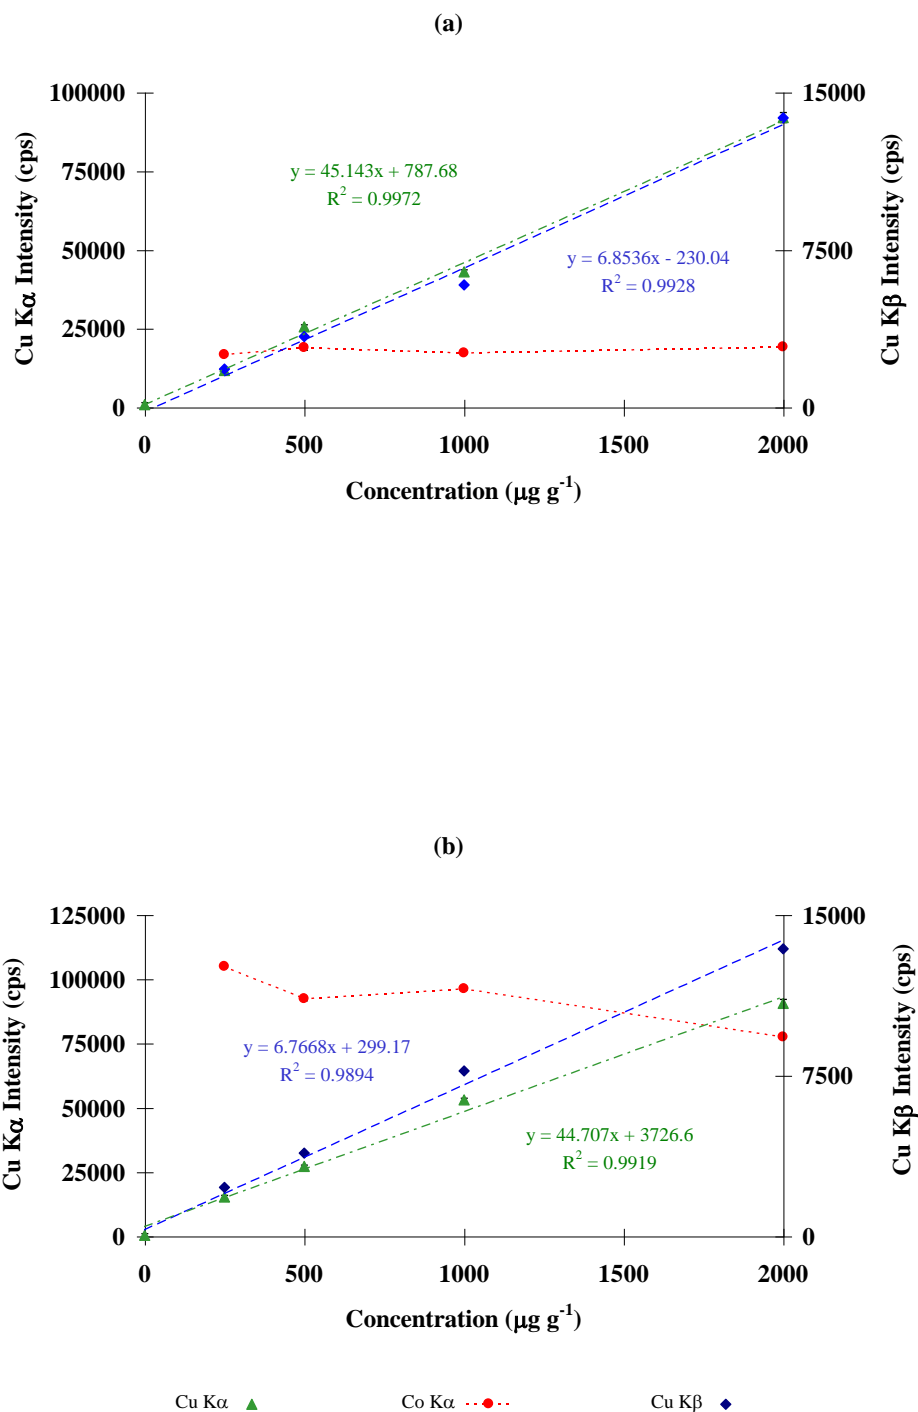 (a)
100000
75000
50000
25000
0
Cu Kα Intensity (cps)
15000
7500
0
Cu Kβ Intensity (cps)
y = 45.143x + 787.68
R² = 0.9972
y = 6.8536x - 230.04
R² = 0.9928
0 500 1000 1500 2000
Concentration (μg g⁻¹)
(b)
125000
100000
75000
50000
25000
0
Cu Kα Intensity (cps)
15000
7500
0
Cu Kβ Intensity (cps)
y = 6.7668x + 299.17
R² = 0.9894
y = 44.707x + 3726.6
R² = 0.9919
0 500 1000 1500 2000
Concentration (μg g⁻¹)
Cu Kα Co Kα Cu Kβ